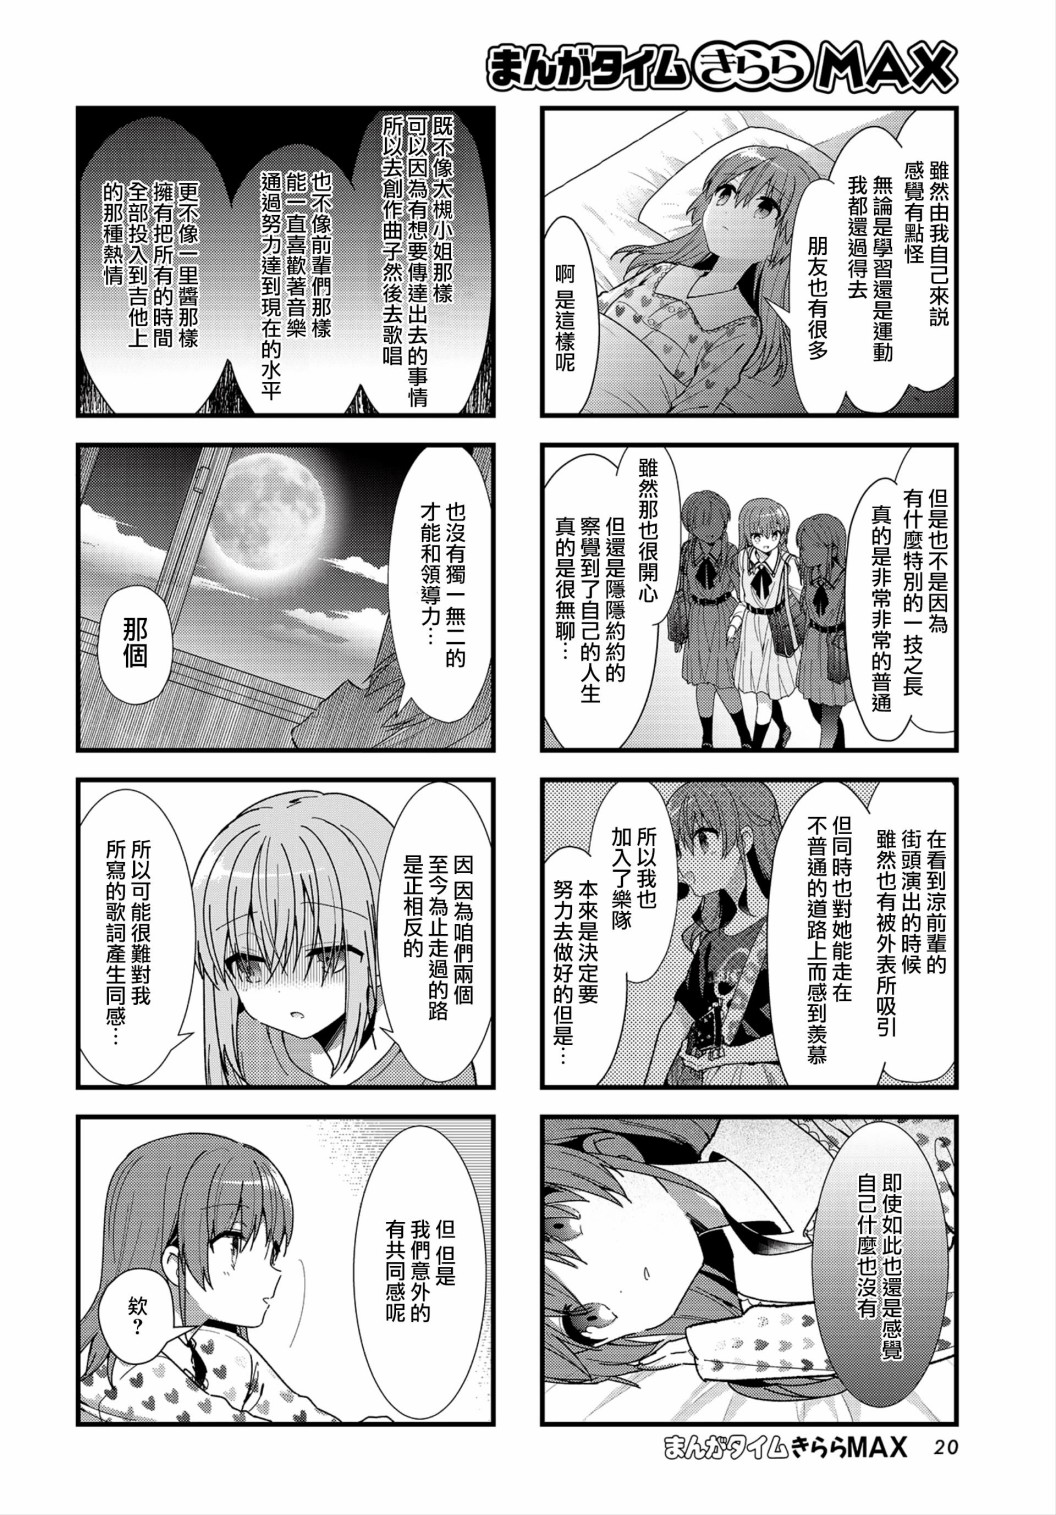 まんがタイムきららMAX
雖然由我自己來說
感覺有點怪
無論是學習還是運動
我都還過得去
朋友也有很多
啊 是這樣呢
但是也不是因為
有什麼特別的一技之長
真的是非常非常的普通
雖然那也很開心
但還是隱隱約約的
察覺到了自己的人生
真的是很無聊…
在看到涼前輩的
街頭演出的時候
雖然也有被外表所吸引
但同時也對她能走在
不普通的道路上而感到羨慕
所以我也
加入了樂隊
本來是決定要
努力去做好的但是…
即使如此也還是感覺
自己什麼也沒有
既不像大槻小姐那樣
可以因為有想要傳達出去的事情
所以去創作曲子然後去歌唱
也不像前輩們那樣
能一直喜歡著音樂
通過努力達到現在的水平
更不像一里醬那樣
擁有把所有的時間
全部投入到吉他上
的那種熱情
也沒有獨一無二的
才能和領導力…
那個
因 因為咱們兩個
至今為止走過的路
是正相反的
所以可能很難對我
所寫的歌詞產生同感…
但 但是
我們意外的
有共同感呢
欸?
まんがタイムきららMAX 20